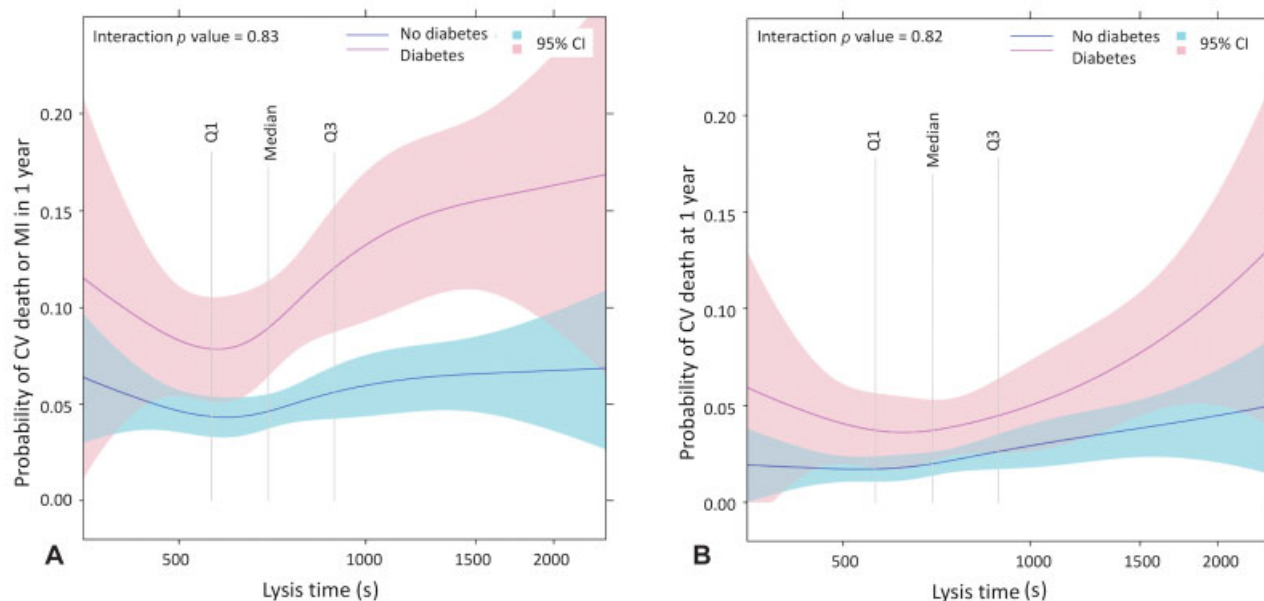 Interaction p value = 0.83
No diabetes
Diabetes
95% CI
Probability of CV death or MI in 1 year
0.20
0.15
0.10
0.05
0.00
Q1
Median
Q3
500
1000
1500
2000
A
Lysis time (s)
Interaction p value = 0.82
No diabetes
Diabetes
95% CI
Probability of CV death at 1 year
0.20
0.15
0.10
0.05
0.00
Q1
Median
Q3
500
1000
1500
2000
B
Lysis time (s)